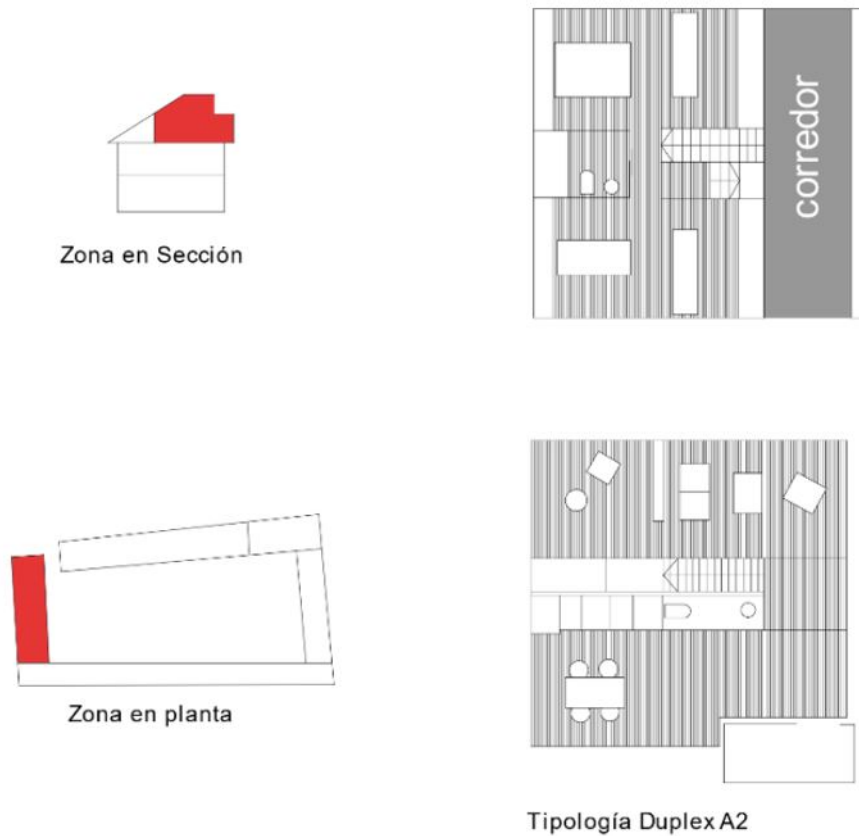 Zona en Sección
corredor
Zona en planta
Tipología Duplex A2